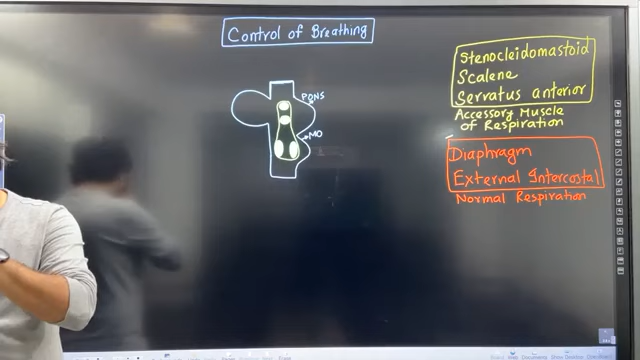 Control of Breathing
PONS
MO
Stenocleidomastoid
Scalene
Serratus anterior
Accessory Muscle
of Respiration
Diaphragm
External Intercostal
Normal Respiration